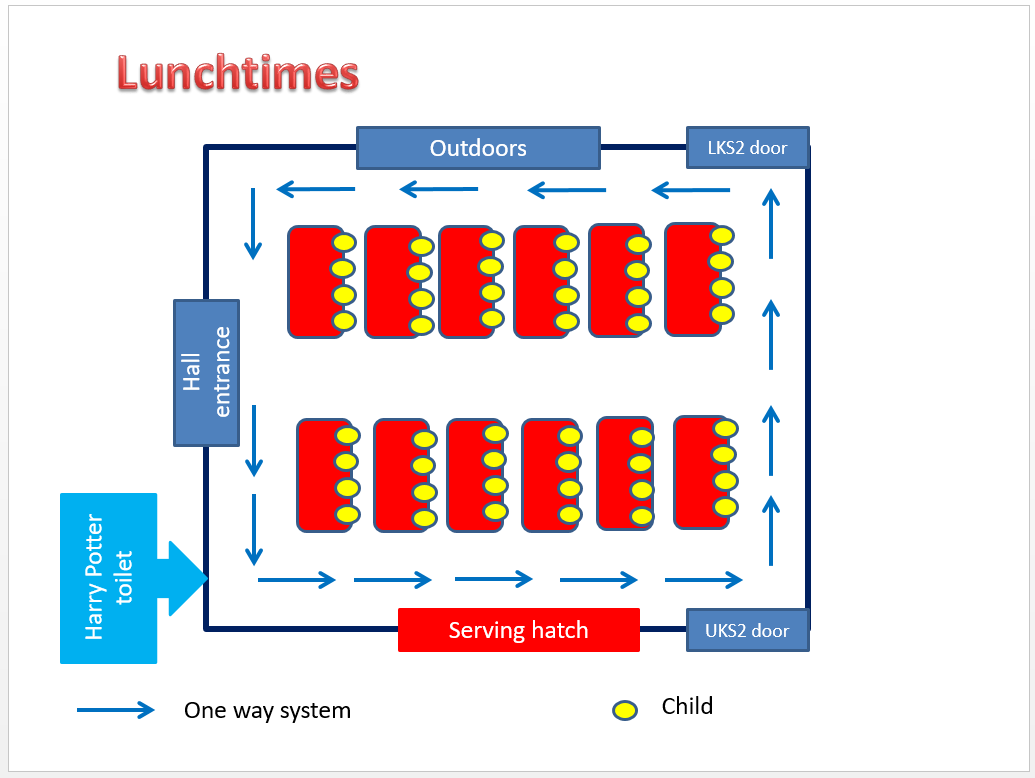 Lunchtimes
Outdoors
LKS2 door
Hall
entrance
Harry Potter
toilet
Serving hatch
UKS2 door
One way system
Child